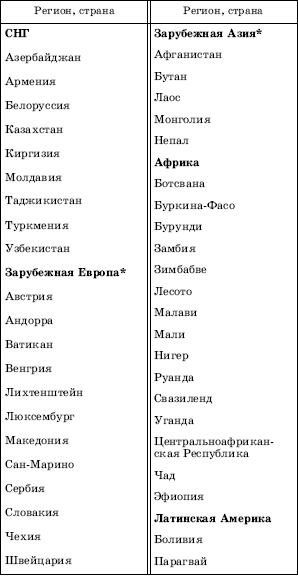 Регион, страна
СНГ
Азербайджан
Армения
Белоруссия
Казахстан
Киргизия
Молдавия
Таджикистан
Туркмения
Узбекистан
Зарубежная Европа*
Австрия
Андорра
Ватикан
Венгрия
Лихтенштейн
Люксембург
Македония
Сан-Марино
Сербия
Словакия
Чехия
Швейцария
Регион, страна
Зарубежная Азия*
Афганистан
Бутан
Лаос
Монголия
Непал
Африка
Ботсвана
Буркина-Фасо
Бурунди
Замбия
Зимбабве
Лесото
Малави
Мали
Нигер
Руанда
Свазиленд
Уганда
Центральноафрикан-
ская Республика
Чад
Эфиопия
Латинская Америка
Боливия
Парагвай